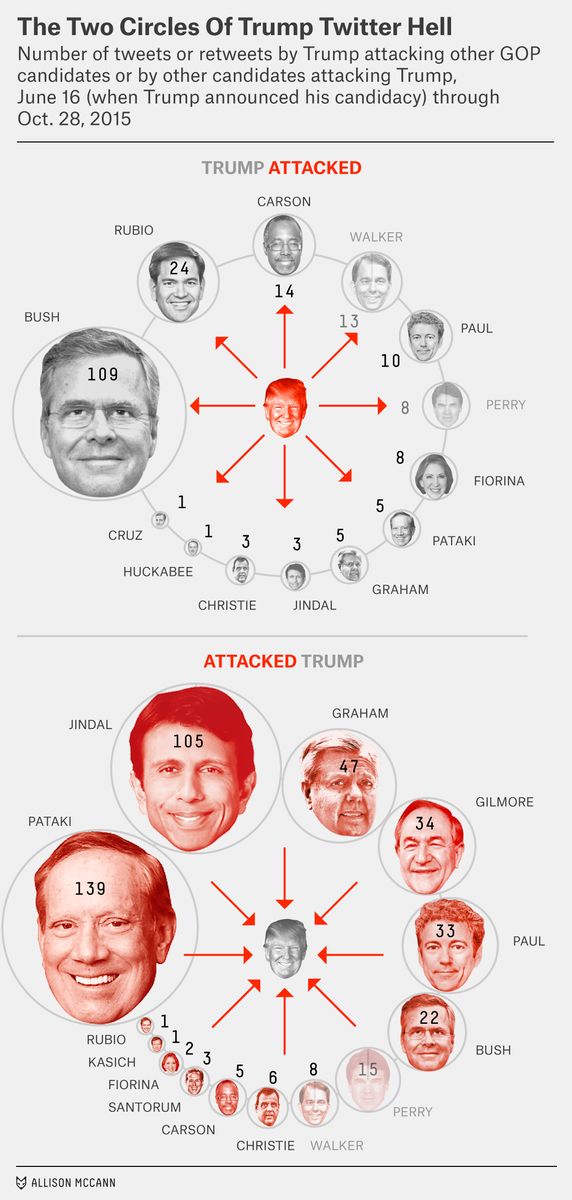 The Two Circles Of Trump Twitter Hell
Number of tweets or retweets by Trump attacking other GOP
candidates or by other candidates attacking Trump,
June 16 (when Trump announced his candidacy) through
Oct. 28, 2015
TRUMP ATTACKED
CARSON
14
RUBIO
24
WALKER
13
BUSH
109
PAUL
10
PERRY
8
FIORINA
8
PATAKI
5
GRAHAM
5
JINDAL
3
CHRISTIE
3
HUCKABEE
1
CRUZ
1
ATTACKED TRUMP
JINDAL
105
GRAHAM
47
GILMORE
34
PATAKI
139
PAUL
33
BUSH
22
PERRY
15
WALKER
8
CHRISTIE
6
CARSON
5
SANTORUM
3
FIORINA
2
KASICH
1
RUBIO
1
ALLISON MCCANN